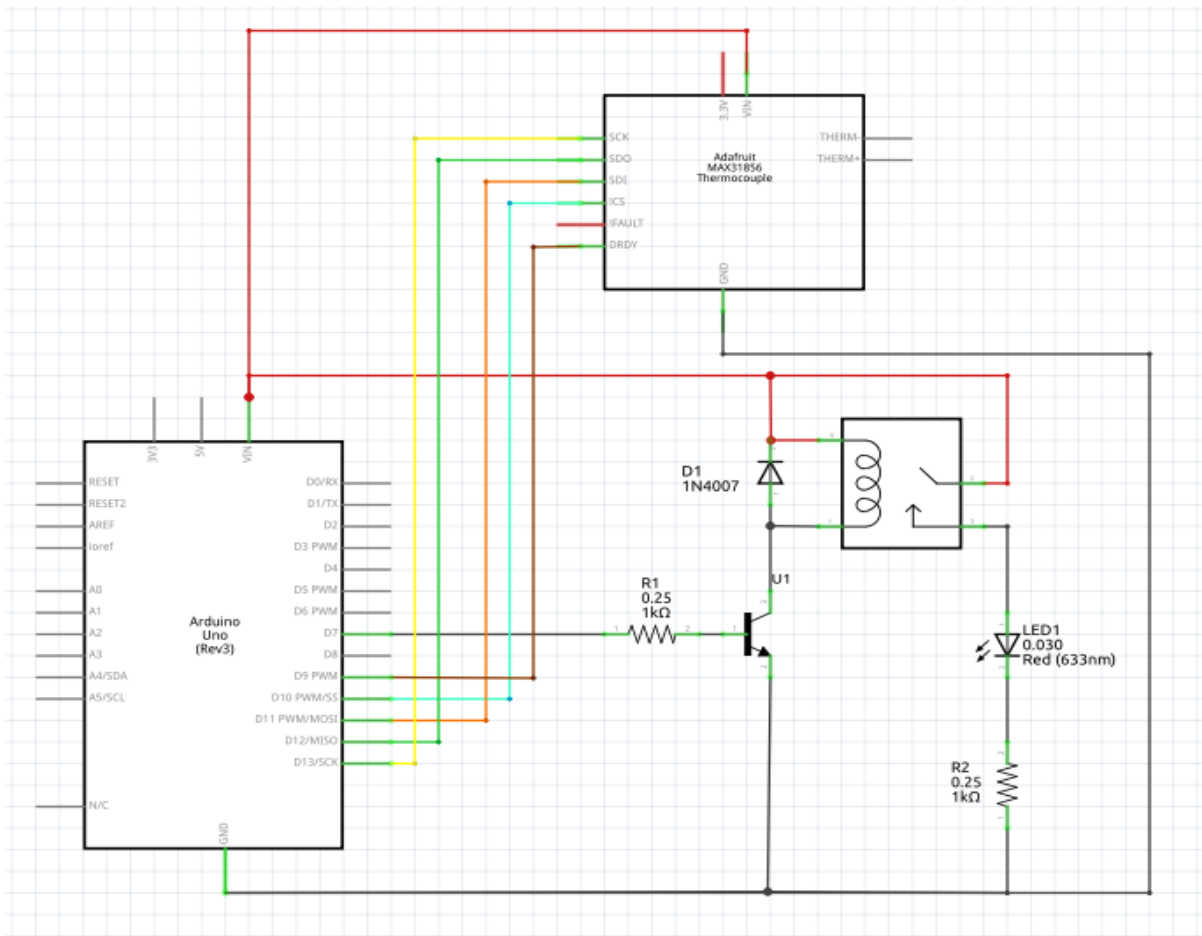 3.3V
VIN
SCK
SDO
SDI
!CS
!FAULT
DRDY
THERM-
THERM+
Adafruit
MAX31856
Thermocouple
GND
3V3
5V
VIN
RESET
RESET2
AREF
ioref
A0
A1
A2
A3
A4/SDA
A5/SCL
N/C
D0/RX
D1/TX
D2
D3 PWM
D4
D5 PWM
D6 PWM
D7
D8
D9 PWM
D10 PWM/SS
D11 PWM/MOSI
D12/MISO
D13/SCK
Arduino
Uno
(Rev3)
GND
D1
1N4007
R1
0.25
1kΩ
1
2
U1
1
LED1
0.030
Red (633nm)
R2
0.25
1kΩ